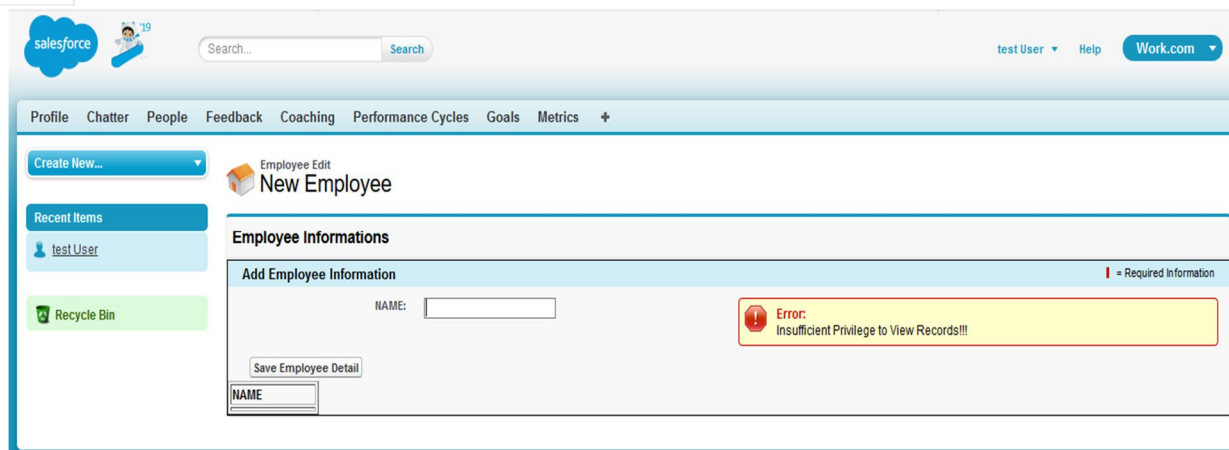 salesforce
'19
Search...
Search
test User
Help
Work.com
Profile Chatter People Feedback Coaching Performance Cycles Goals Metrics +
Create New...
Recent Items
test User
Recycle Bin
Employee Edit
New Employee
Employee Informations
Add Employee Information
= Required Information
NAME:
Error:
Insufficient Privilege to View Records!!!
Save Employee Detail
NAME